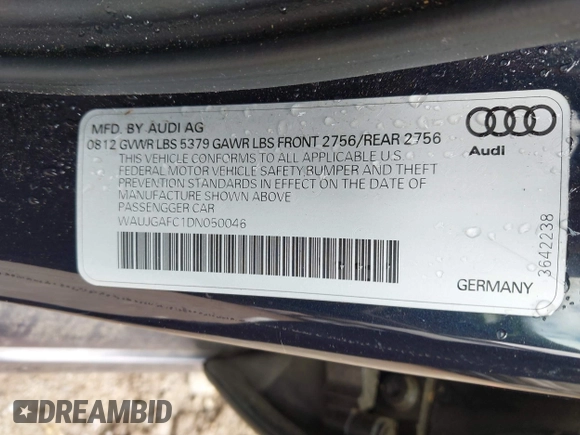 MFD. BY AUDI AG
0812 GVWR LBS 5379 GAWR LBS FRONT 2756/REAR 2756
THIS VEHICLE CONFORMS TO ALL APPLICABLE U.S
FEDERAL MOTOR VEHICLE SAFETY,BUMPER AND THEFT
PREVENTION STANDARDS IN EFFECT ON THE DATE OF
MANUFACTURE SHOWN ABOVE
PASSENGGER CAR
WAUJGAFC1DN050046
Audi
3642238
GERMANY
DREAMBID